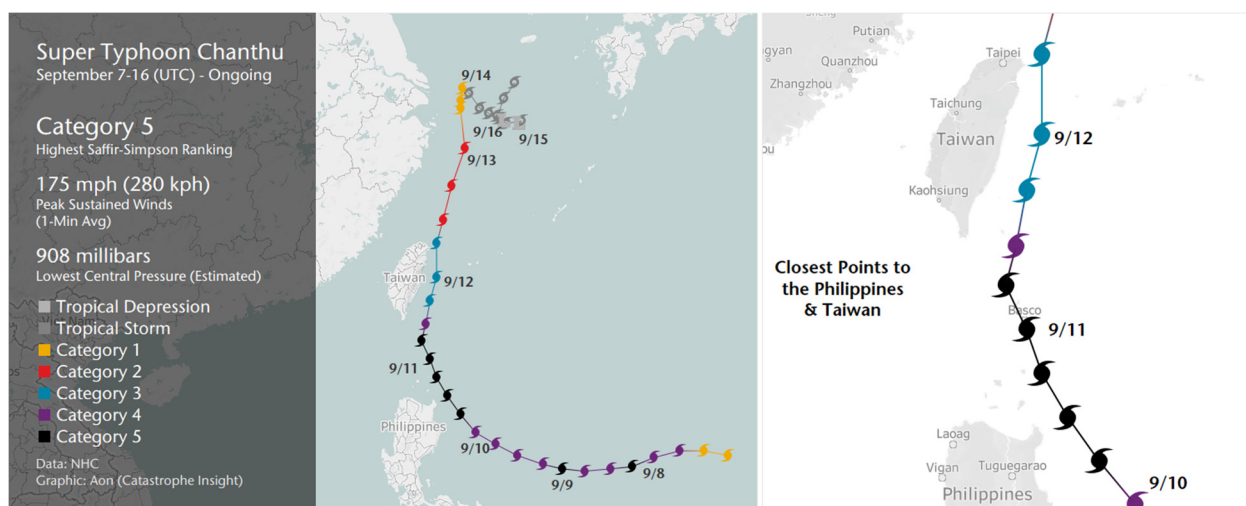 Super Typhoon Chanthu
September 7-16 (UTC) - Ongoing
Category 5
Highest Saffir-Simpson Ranking
175 mph (280 kph)
Peak Sustained Winds
(1-Min Avg)
908 millibars
Lowest Central Pressure (Estimated)
Tropical Depression
Viet Nam
Tropical Storm
Category 1
Category 2
Category 3
Category 4
Category 5
Data: NHC
Graphic: Aon (Catastrophe Insight)
9/14
9/16
9/15
9/13
Taiwan
9/12
9/11
Philippines
9/10
9/9
9/8
Putian
Quanzhou
Zhangzhou
Taipei
Taichung
Taiwan
9/12
Kaohsiung
Closest Points to
the Philippines
& Taiwan
Basco
9/11
Laoag
Vigan
Tuguegarao
9/10
Philippines